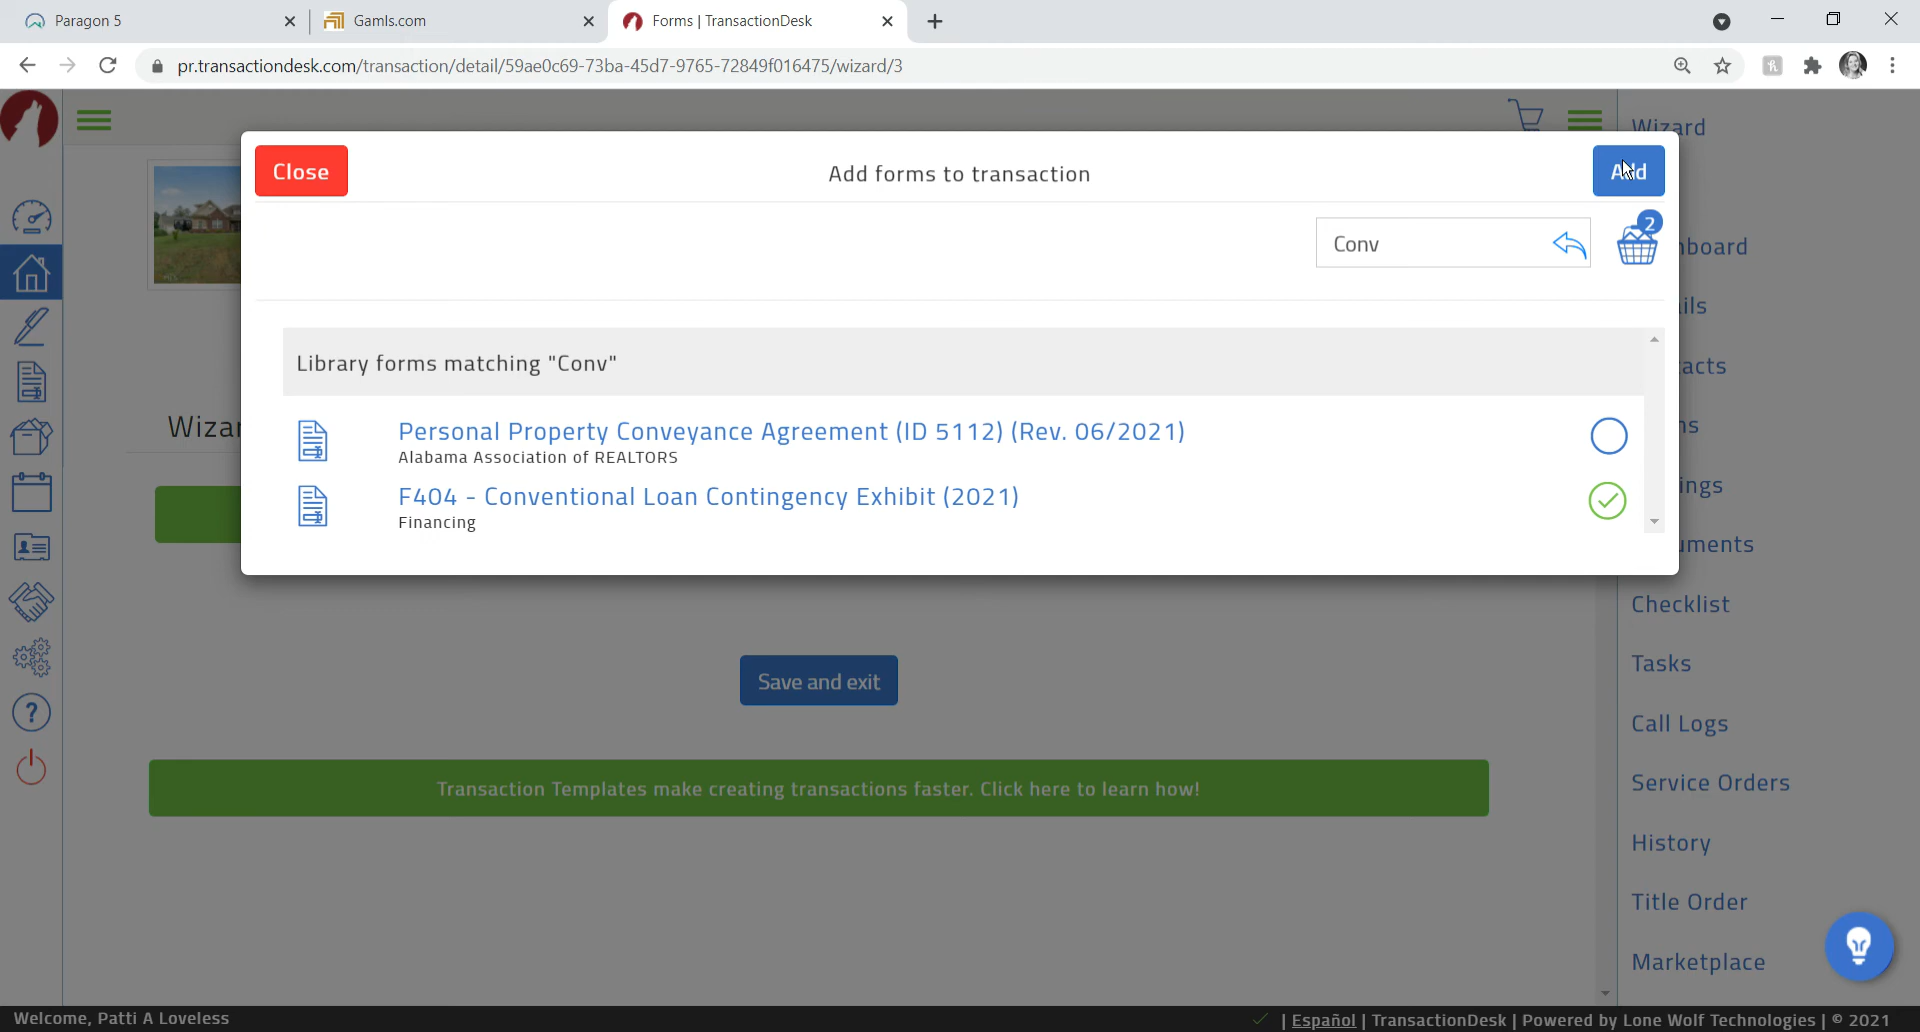 Paragon 5
Gamls.com
Forms | TransactionDesk
pr.transactiondesk.com/transaction/detail/59ae0c69-73ba-45d7-9765-72849f016475/wizard/3
Wizard
Close
Add forms to transaction
Add
Conv
2
board
ils
Library forms matching "Conv"
acts
Personal Property Conveyance Agreement (ID 5112) (Rev. 06/2021)
Alabama Association of REALTORS
Wizar
ns
F404 - Conventional Loan Contingency Exhibit (2021)
Financing
ings
uments
Checklist
Save and exit
Tasks
Call Logs
Transaction Templates make creating transactions faster. Click here to learn how!
Service Orders
History
Title Order
Marketplace
Welcome, Patti A Loveless
| Español | TransactionDesk | Powered by Lone Wolf Technologies | © 2021